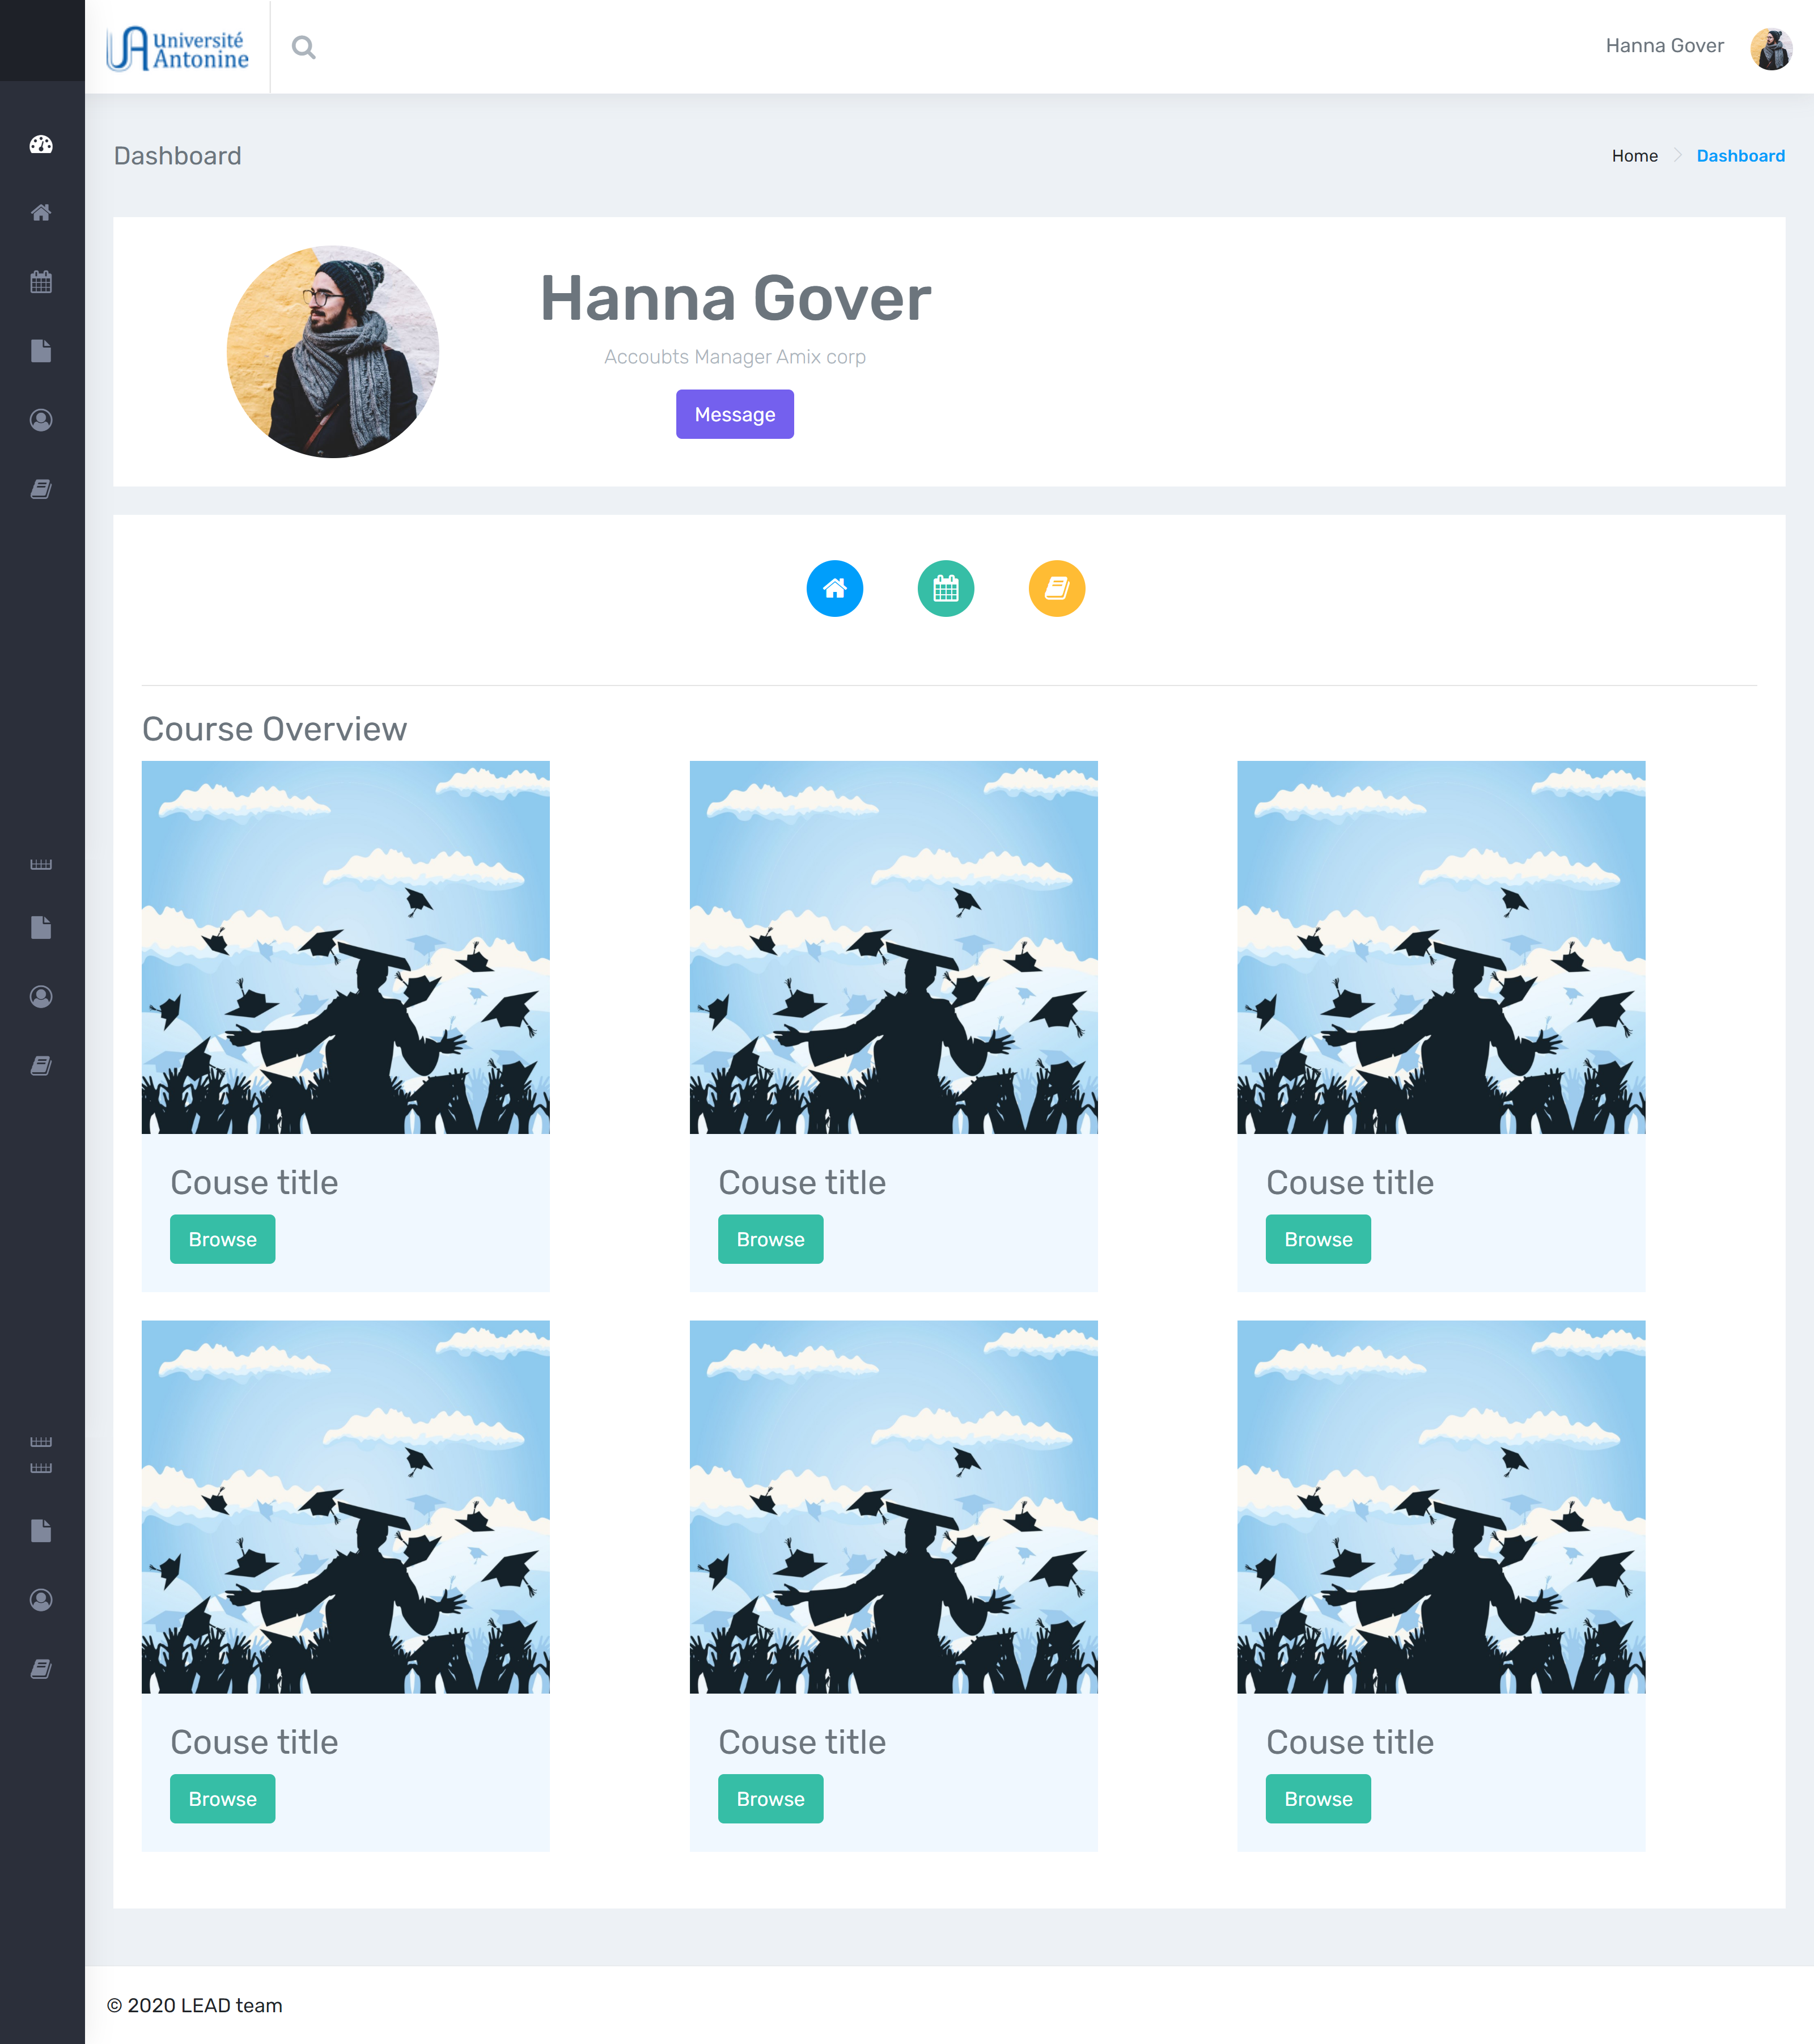 Université
Antonine
Hanna Gover
Dashboard
Home
Dashboard
Hanna Gover
Accoubts Manager Amix corp
Message
Course Overview
Couse title
Couse title
Couse title
Browse
Browse
Browse
Couse title
Couse title
Couse title
Browse
Browse
Browse
© 2020 LEAD team